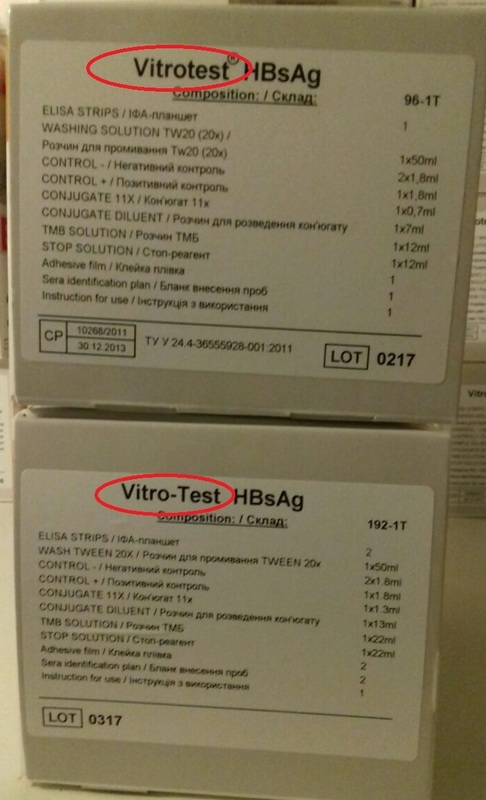 Vitrotest® HBsAg
Composition: / Склад: 96-1T
ELISA STRIPS / ІФА-планшет 1
WASHING SOLUTION TW20 (20x) /
Розчин для промивання Tw20 (20x) 1x50ml
CONTROL - / Негативний контроль 2x1,8ml
CONTROL + / Позитивний контроль 1x1,8ml
CONJUGATE 11X / Кон'югат 11x 1x0,7ml
CONJUGATE DILUENT / Розчин для розведення кон'югату 1x7ml
TMB SOLUTION / Розчин ТМБ 1x12ml
STOP SOLUTION / Стоп-реагент 1x12ml
Adhesive film / Клейка плівка 1
Sera identification plan / Бланк внесення проб 1
Instruction for use / Інструкція з використання 1
СР 10268/2011
30.12.2013
ТУ У 24.4-36555928-001:2011
LOT 0217
Vitro-Test HBsAg
Composition: / Склад: 192-1T
ELISA STRIPS / ІФА-планшет 2
WASH TWEEN 20X / Розчин для промивання TWEEN 20x 1x50ml
CONTROL - / Негативний контроль 2x1.8ml
CONTROL + / Позитивний контроль 1x1.8ml
CONJUGATE 11X / Кон'югат 11x 1x1.3ml
CONJUGATE DILUENT / Розчин для розведення кон'югату 1x13ml
TMB SOLUTION / Розчин ТМБ 1x22ml
STOP SOLUTION / Стоп-реагент 1x22ml
Adhesive film / Клейка плівка 2
Sera identification plan / Бланк внесення проб 2
Instruction for use / Інструкція з використання 1
LOT 0317